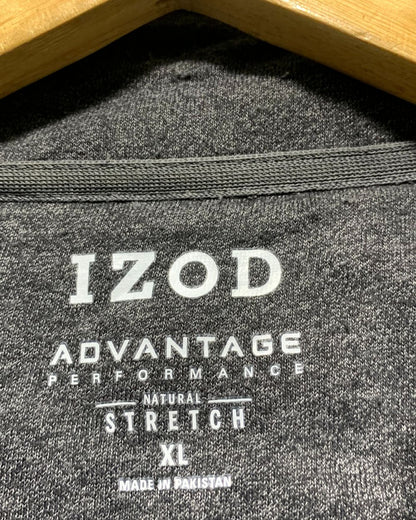 IZOD
ADVANTAGE
PERFORMANCE
NATURAL
STRETCH
XL
MADE IN PAKISTAN